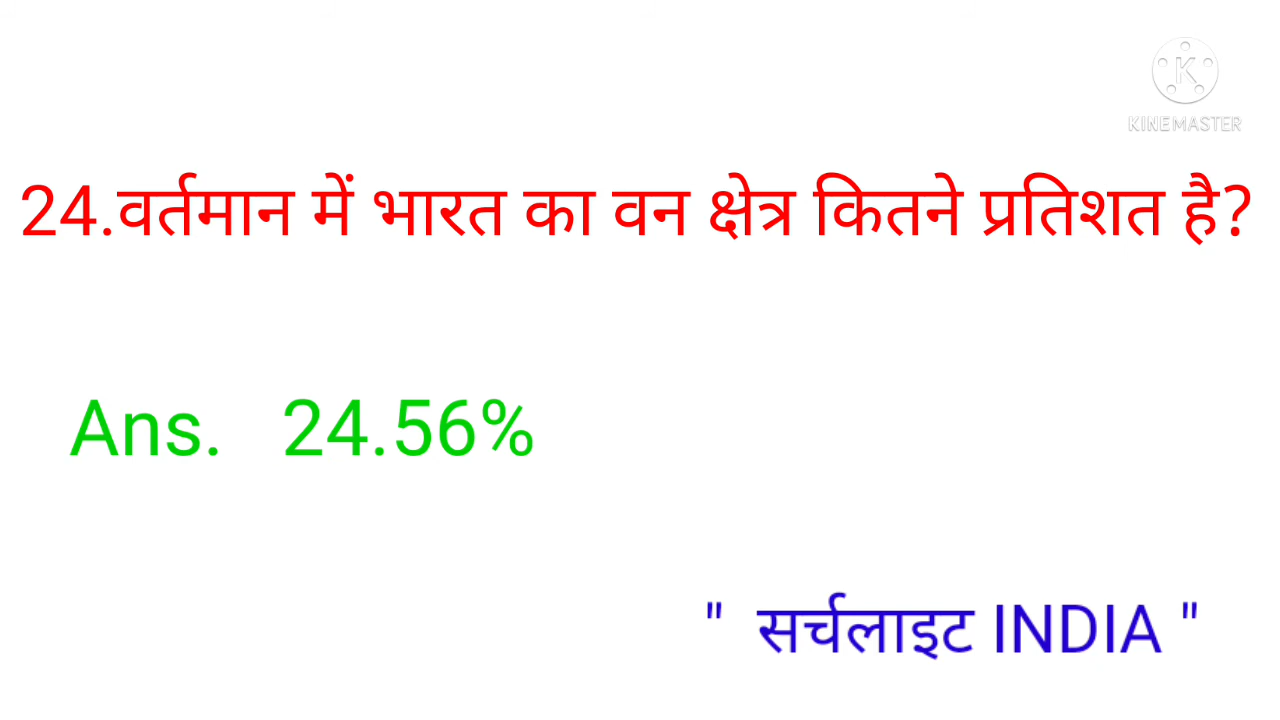 KINEMASTER
24.वर्तमान में भारत का वन क्षेत्र कितने प्रतिशत है?
Ans. 24.56%
" सर्चलाइट INDIA "